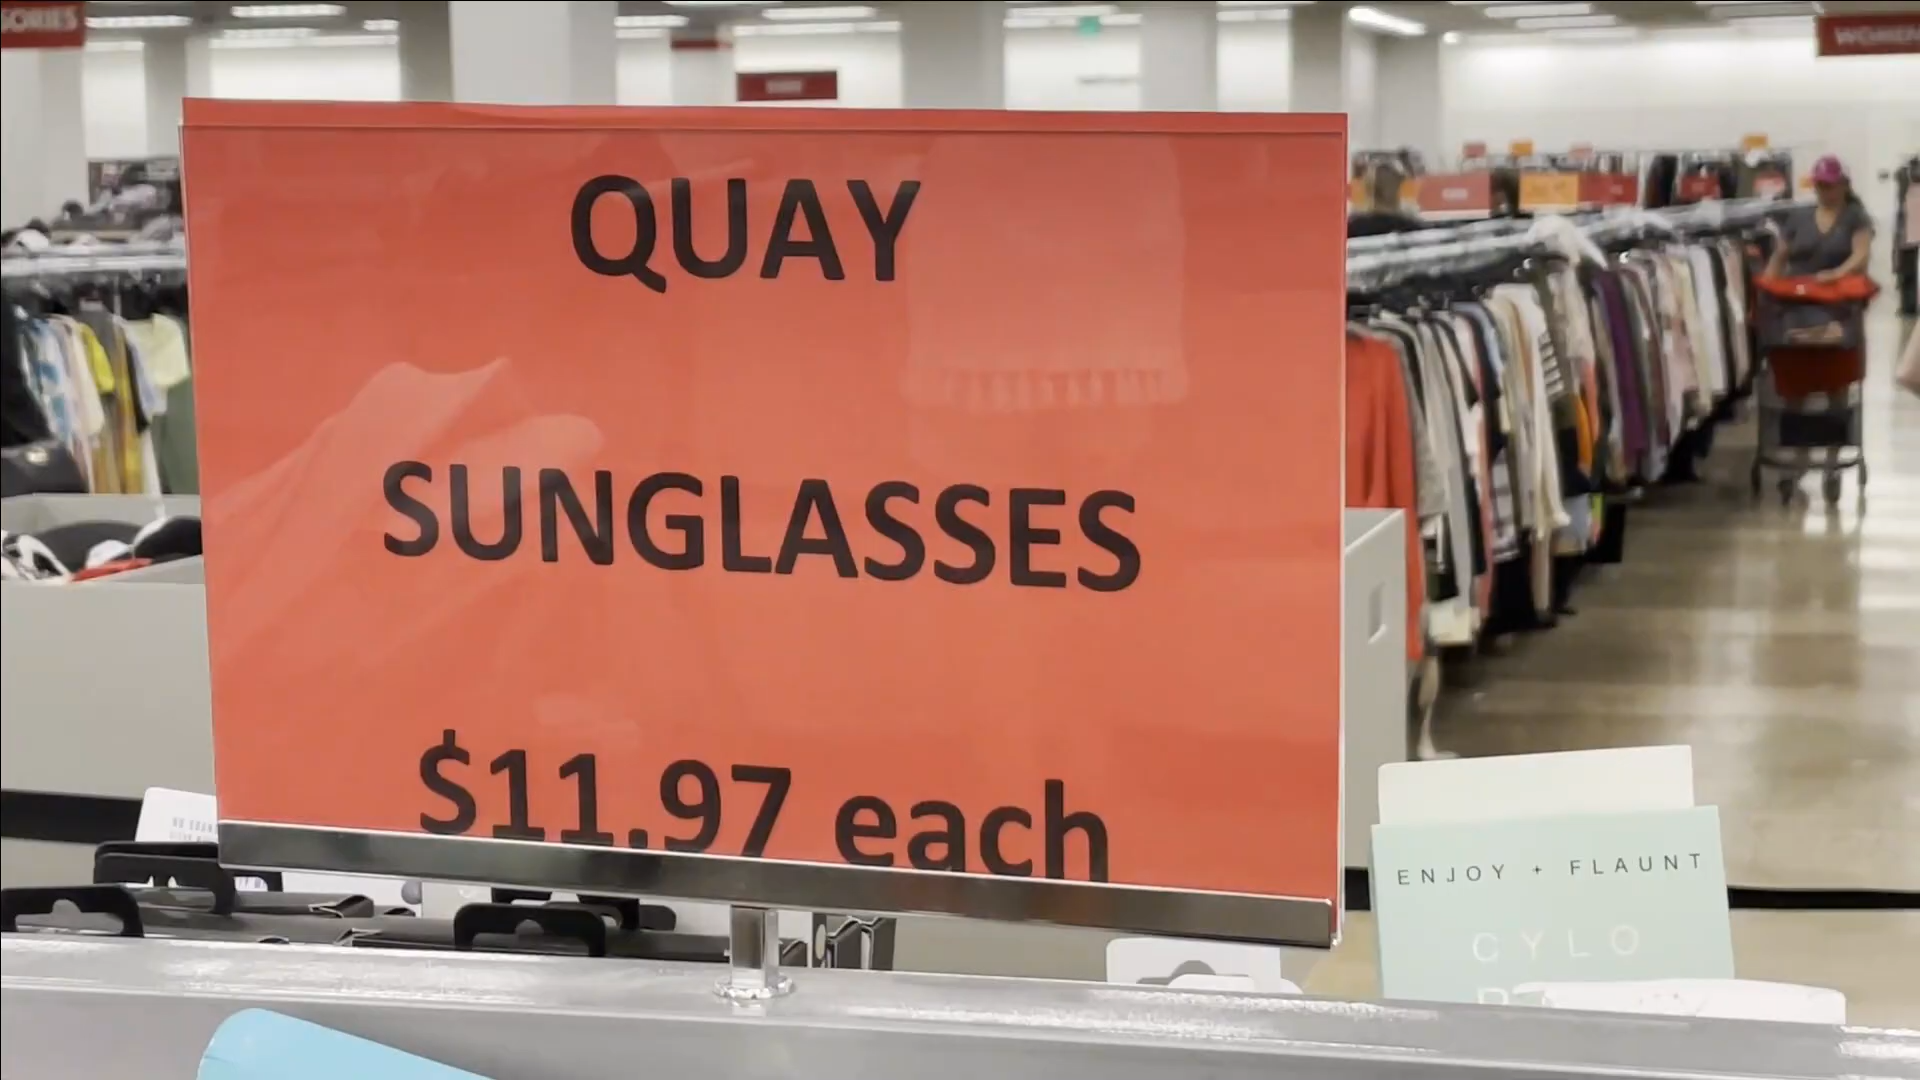 QUAY
SUNGLASSES
$11.97 each
ENJOY + FLAUNT
CYLO